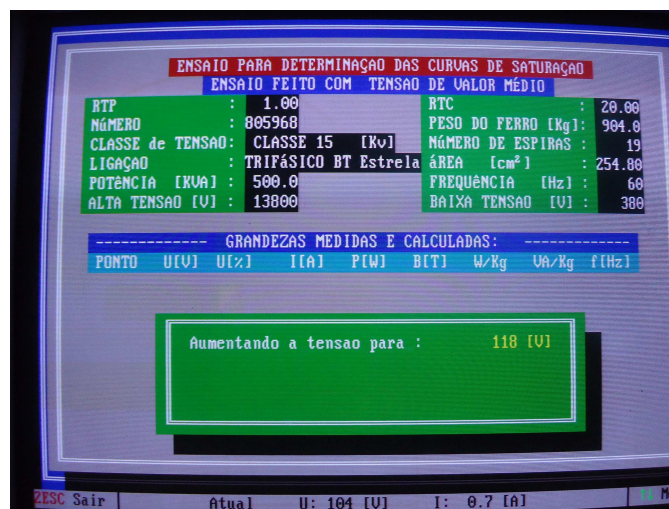 ENSAIO PARA DETERMINAÇAO DAS CURVAS DE SATURAÇAO
ENSAIO FEITO COM TENSAO DE VALOR MÉDIO
RTP : 1.00 RTC : 20.00
NúMERO : 805968 PESO DO FERRO [Kg]: 904.0
CLASSE de TENSAO: CLASSE 15 [Kv] NúMERO DE ESPIRAS : 19
LIGAÇAO : TRIFáSICO BT Estrela áREA [cm²] : 254.80
POTêNCIA [KVA] : 500.0 FREQUêNCIA [Hz] : 60
ALTA TENSAO [V] : 13800 BAIXA TENSAO [V] : 380
------------- GRANDEZAS MEDIDAS E CALCULADAS: -------------
PONTO U[V] U[%] I[A] P[W] B[T] W/Kg VA/Kg f[Hz]
Aumentando a tensao para : 118 [V]
ESC Sair Atual U: 104 [V] I: 0.7 [A]